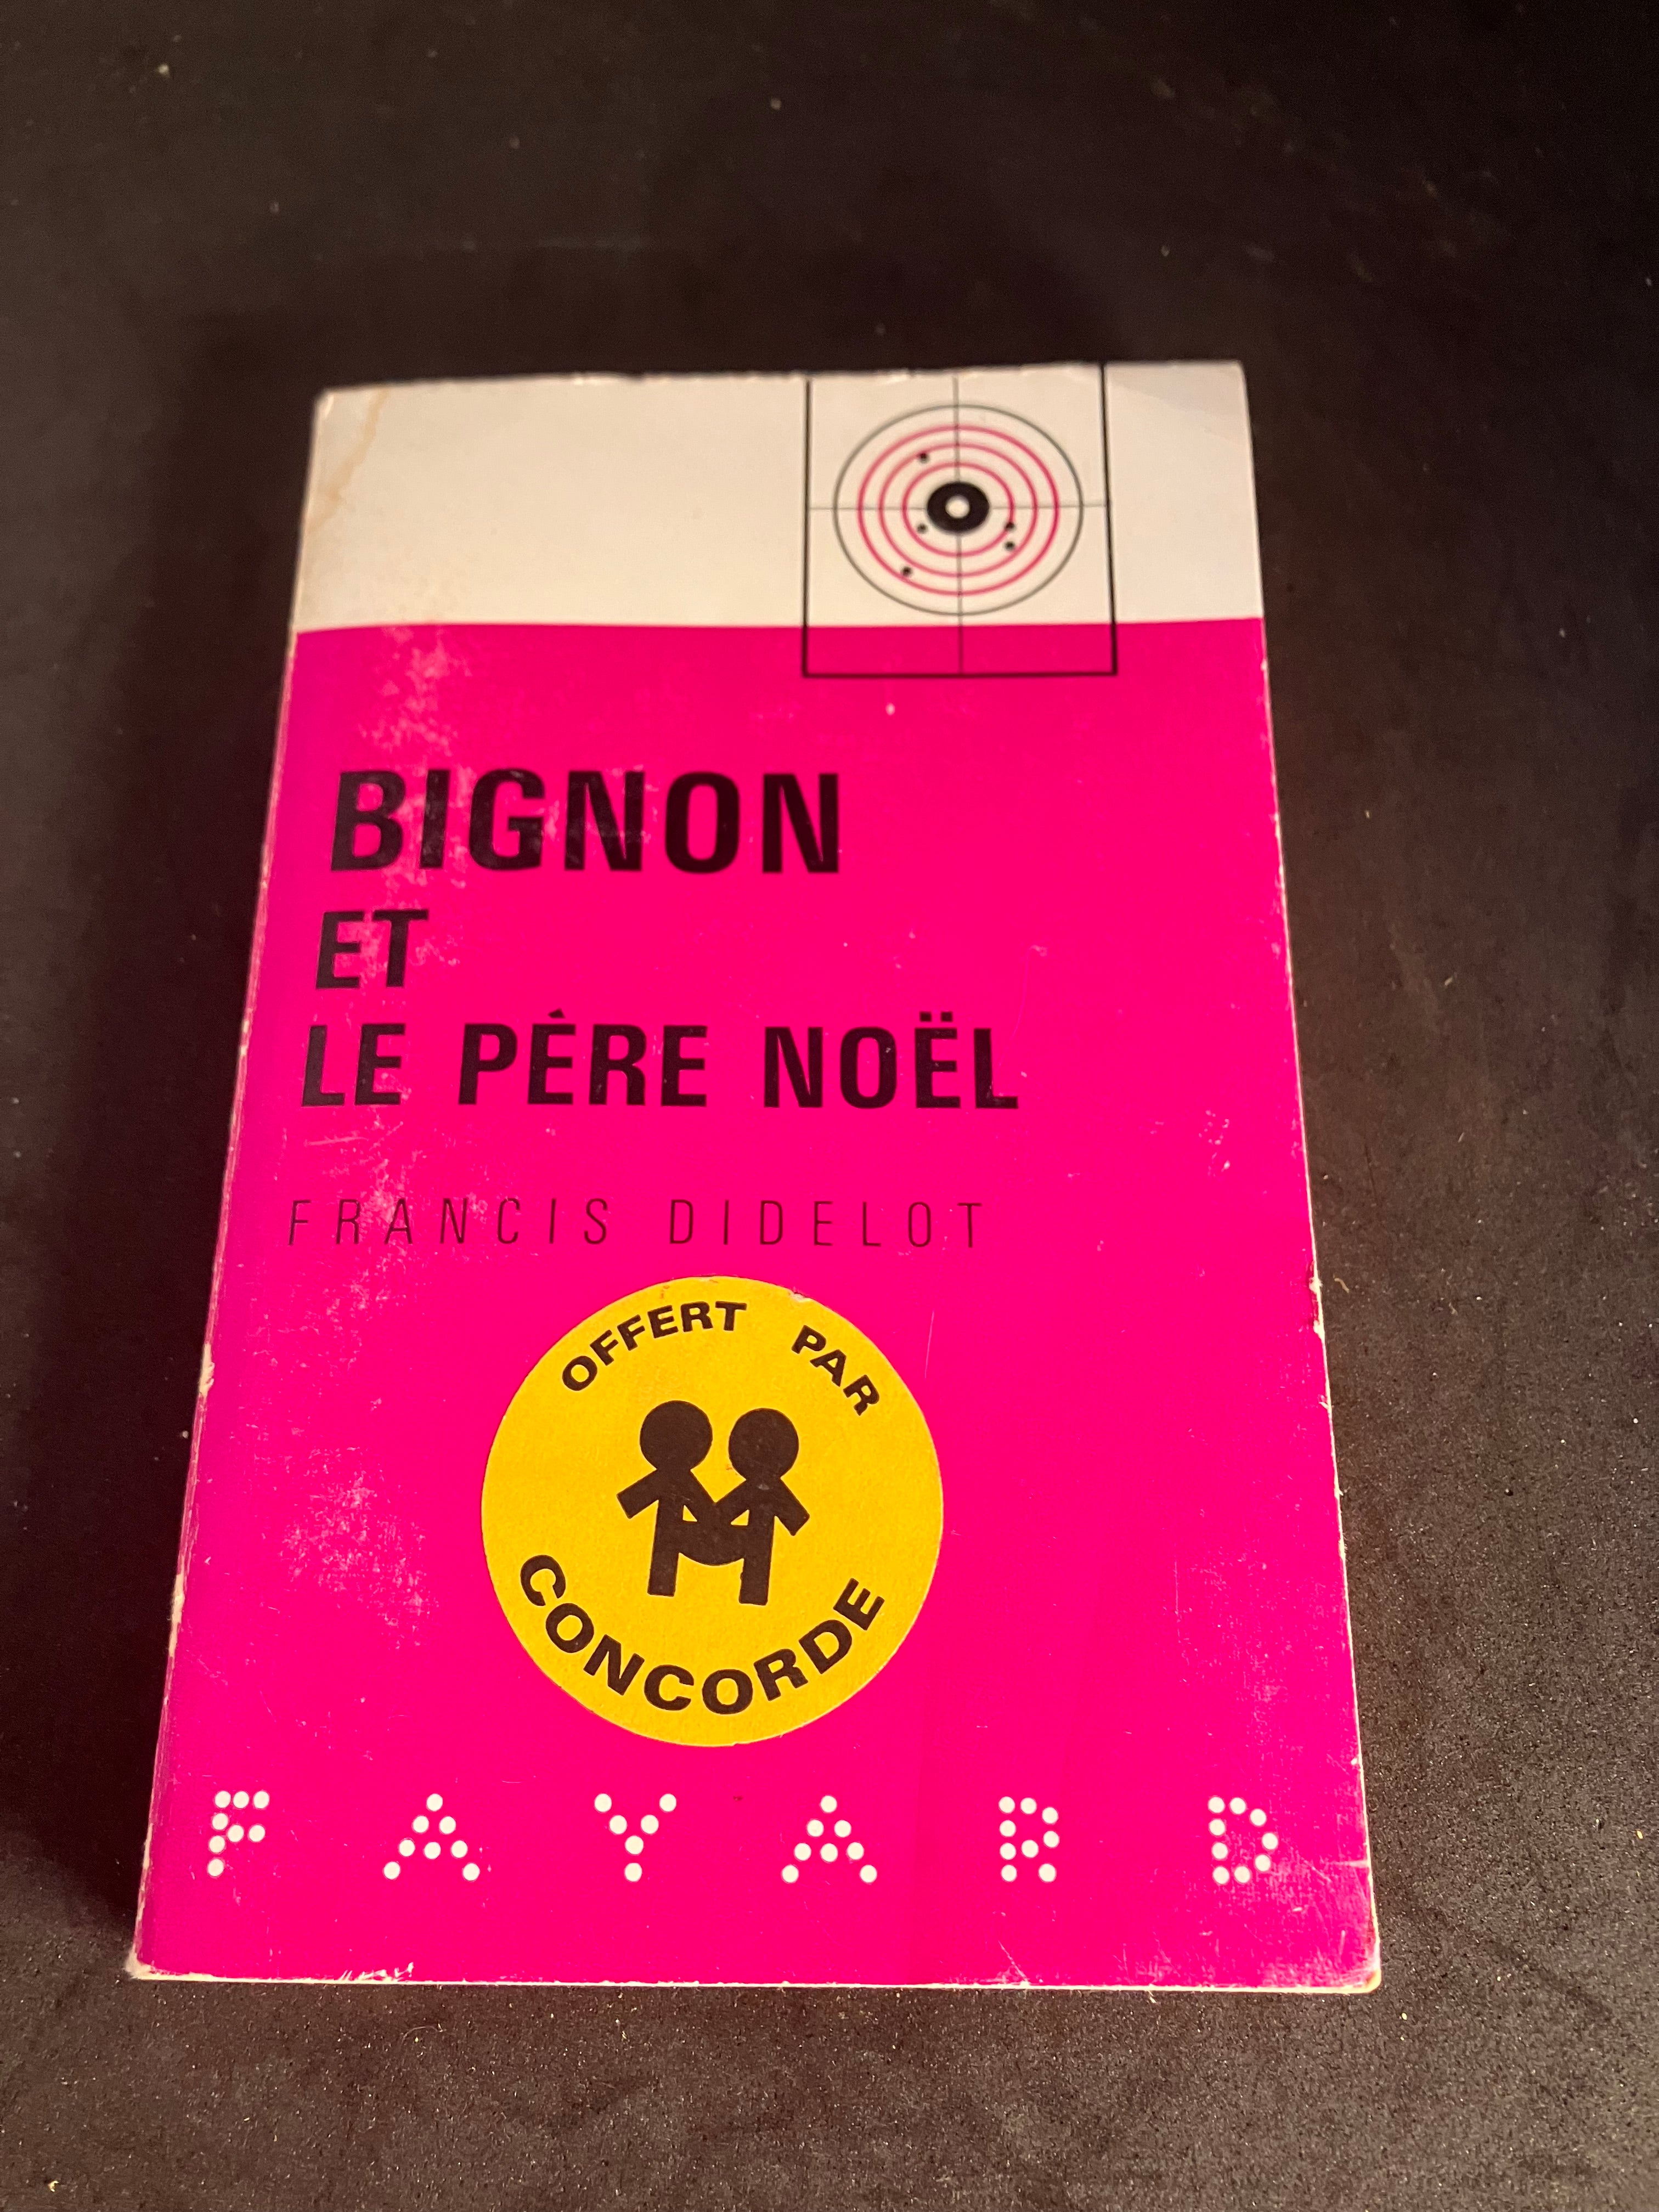 BIGNON
ET
LE PÈRE NOËL
FRANCIS DIDELOT
OFFERT PAR
CONCORDE
FAYARD